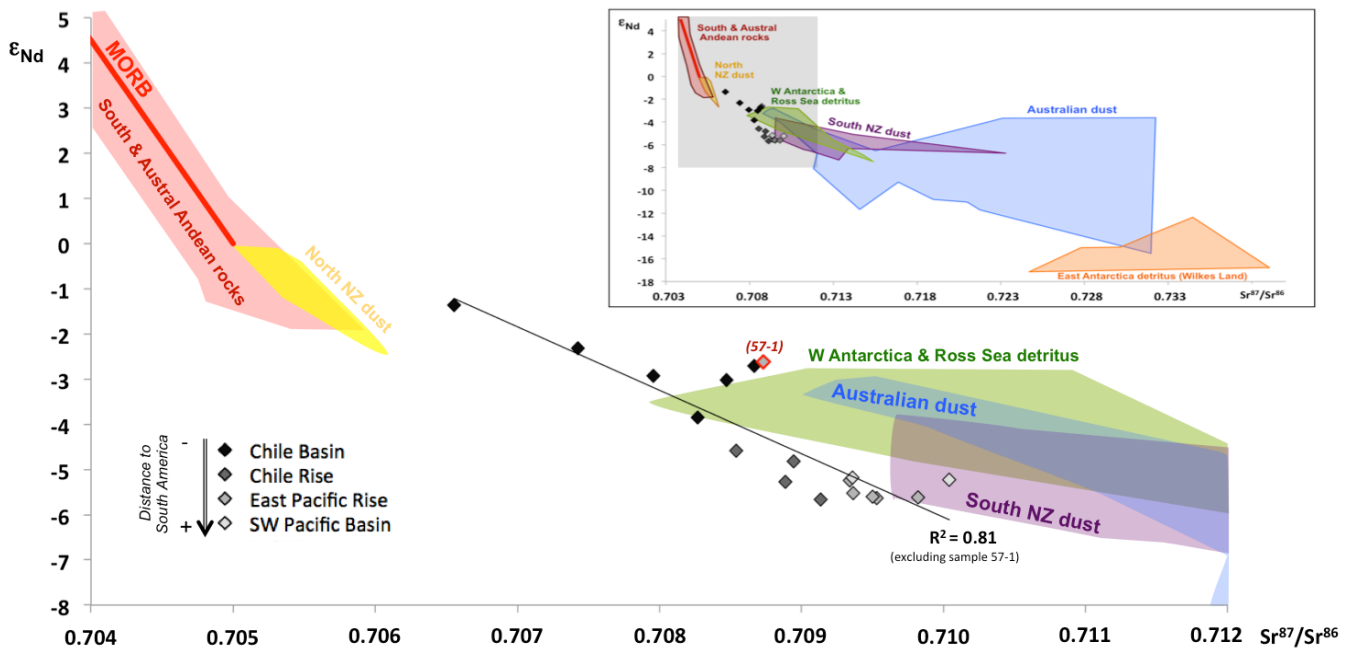 5
εNd
4
3
2
1
0
-1
-2
-3
-4
-5
-6
-7
-8
0.704
0.705
0.706
0.707
0.708
0.709
0.710
0.711
0.712
Sr87/Sr86
MORB
South & Austral Andean rocks
North NZ dust
(57-1)
W Antarctica & Ross Sea detritus
Australian dust
South NZ dust
R2 = 0.81
(excluding sample 57-1)
Distance to
South America
-
+
Chile Basin
Chile Rise
East Pacific Rise
SW Pacific Basin
εNd
4
2
0
-2
-4
-6
-8
-10
-12
-14
-16
-18
0.703
0.708
0.713
0.718
0.723
0.728
0.733
Sr87/Sr86
South & Austral
Andean rocks
North
NZ dust
W Antarctica &
Ross Sea detritus
South NZ dust
Australian dust
East Antarctica detritus (Wilkes Land)